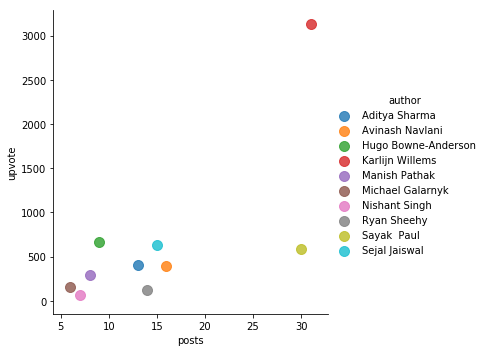 3000
2500
2000
1500
1000
500
0
upvote
5
10
15
20
25
30
posts
author
Aditya Sharma
Avinash Navlani
Hugo Bowne-Anderson
Karlijn Willems
Manish Pathak
Michael Galarnyk
Nishant Singh
Ryan Sheehy
Sayak  Paul
Sejal Jaiswal